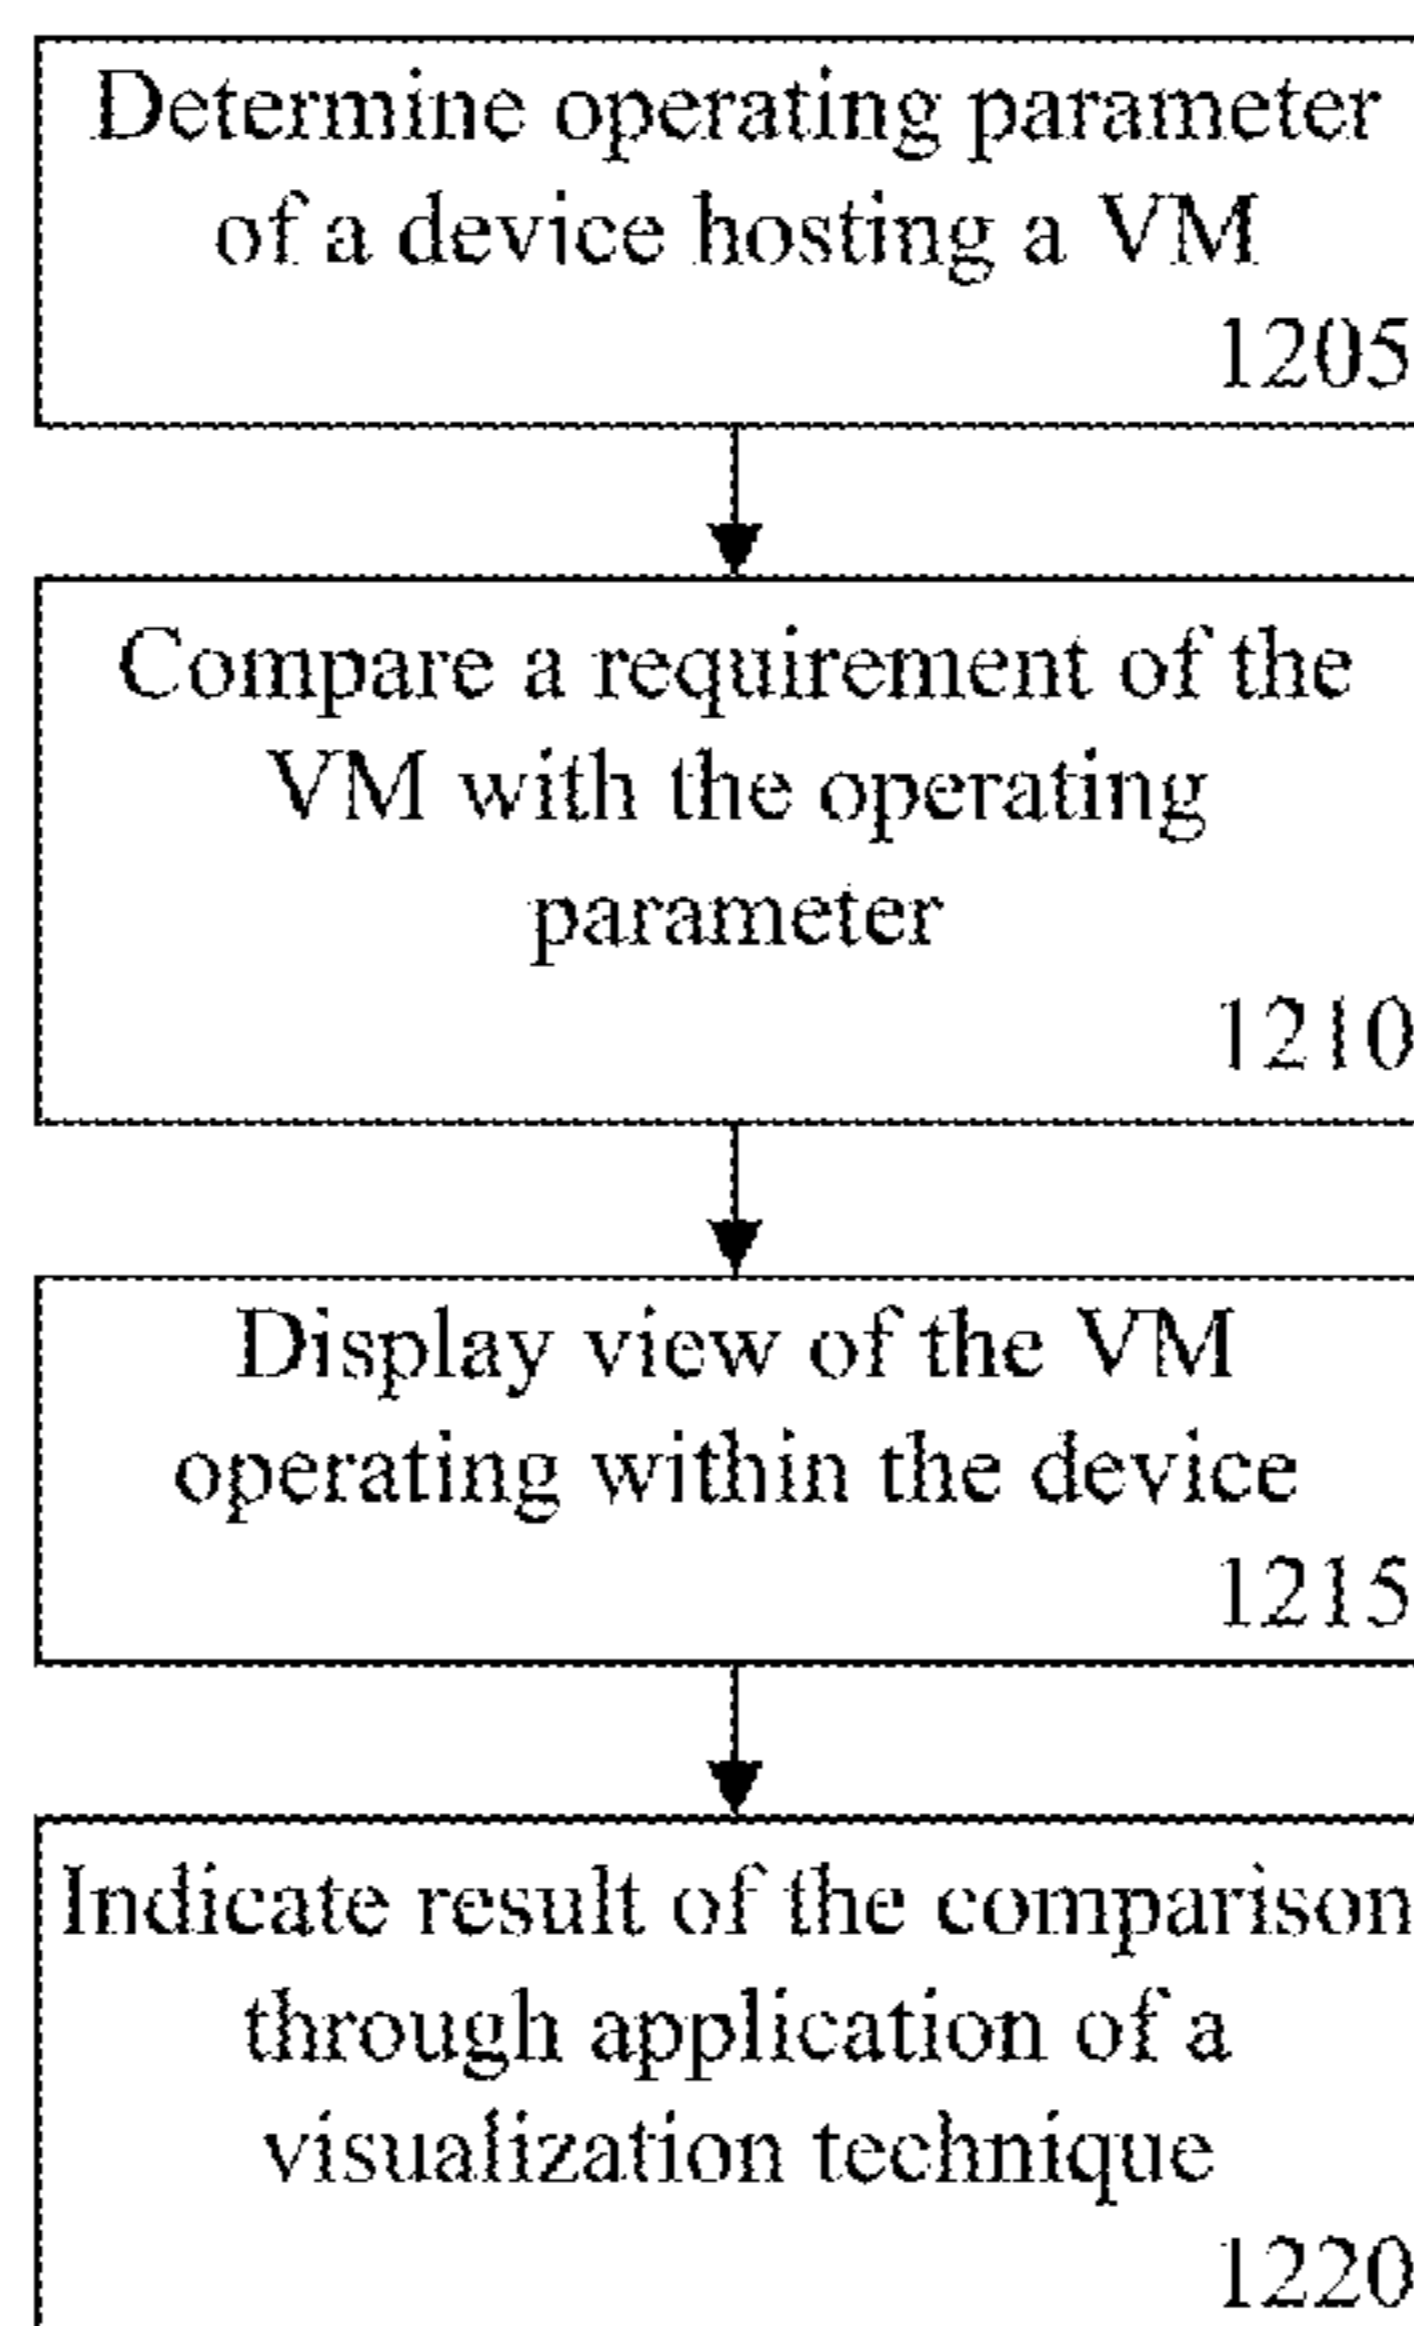 Determine operating parameter
of a device hosting a VM
1205
Compare a requirement of the
VM with the operating
parameter
1210
Display view of the VM
operating within the device
1215
Indicate result of the comparison
through application of a
visualization technique
1220